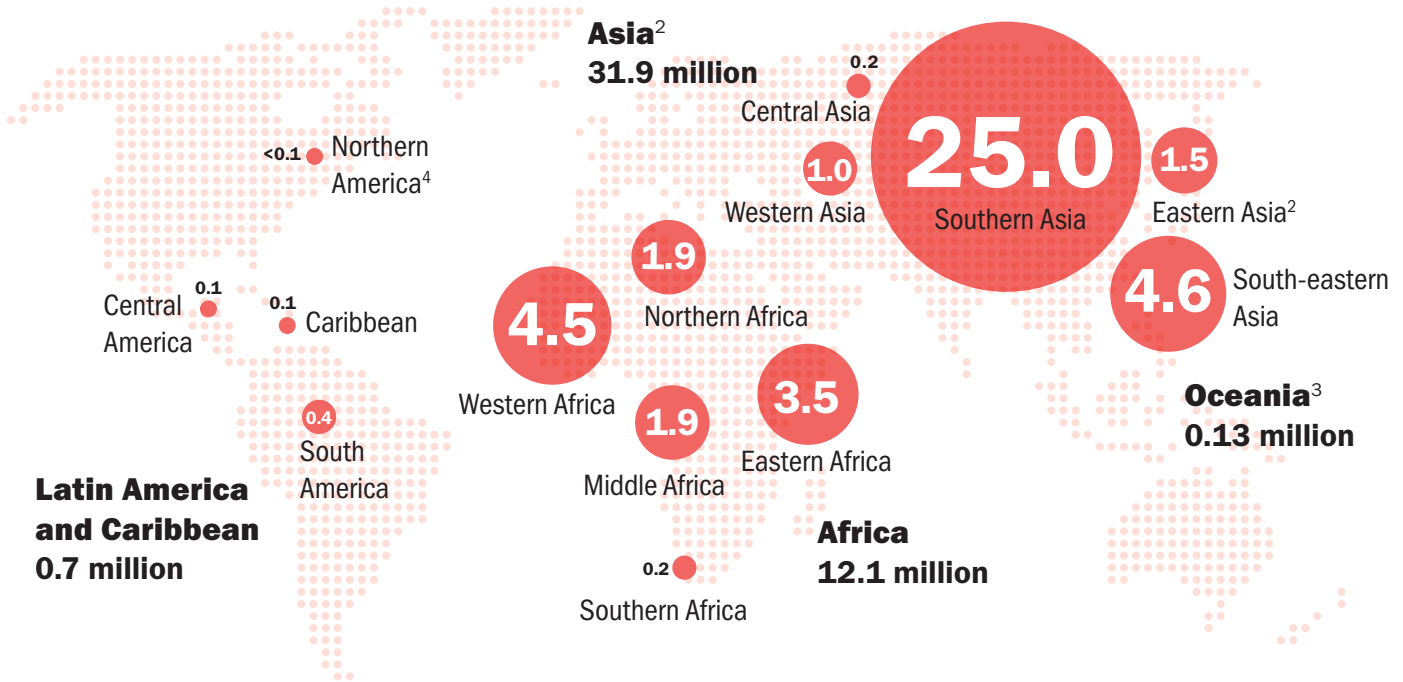 Asia²
31.9 million
0.2
Central Asia
25.0
Southern Asia
1.0
Western Asia
1.5
Eastern Asia²
4.6
South-eastern
Asia
<0.1
Northern
America⁴
0.1
Central
America
0.1
Caribbean
0.4
South
America
Latin America
and Caribbean
0.7 million
1.9
Northern Africa
4.5
Western Africa
1.9
Middle Africa
3.5
Eastern Africa
0.2
Southern Africa
Africa
12.1 million
Oceania³
0.13 million